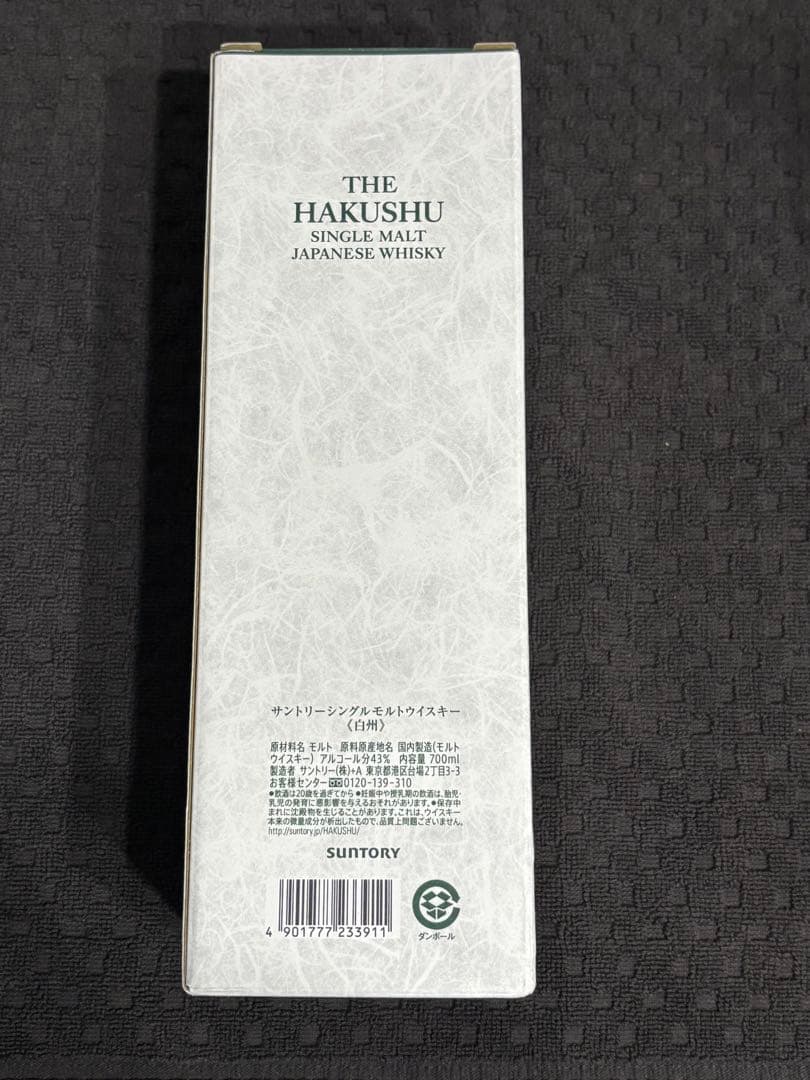 THE
HAKUSHU
SINGLE MALT
JAPANESE WHISKY
サントリーシングルモルトウイスキー
《白州》
原材料名 モルト 原料原産地名 国内製造(モルト
ウイスキー) アルコール分43% 内容量 700ml
製造者 サントリー(株)+A 東京都港区台場2丁目3-3
お客様センター 0120-139-310
●飲酒は20歳を過ぎてから ●妊娠中や授乳期の飲酒は、胎児・
乳児の発育に悪影響を与えるおそれがあります。●保存中
まれに沈殿物を生じることがあります。これは、ウイスキー
本来の微量成分が析出したもので、品質上問題ございません。
http://suntory.jp/HAKUSHU/
SUNTORY
4 901777 233911
ダンボール